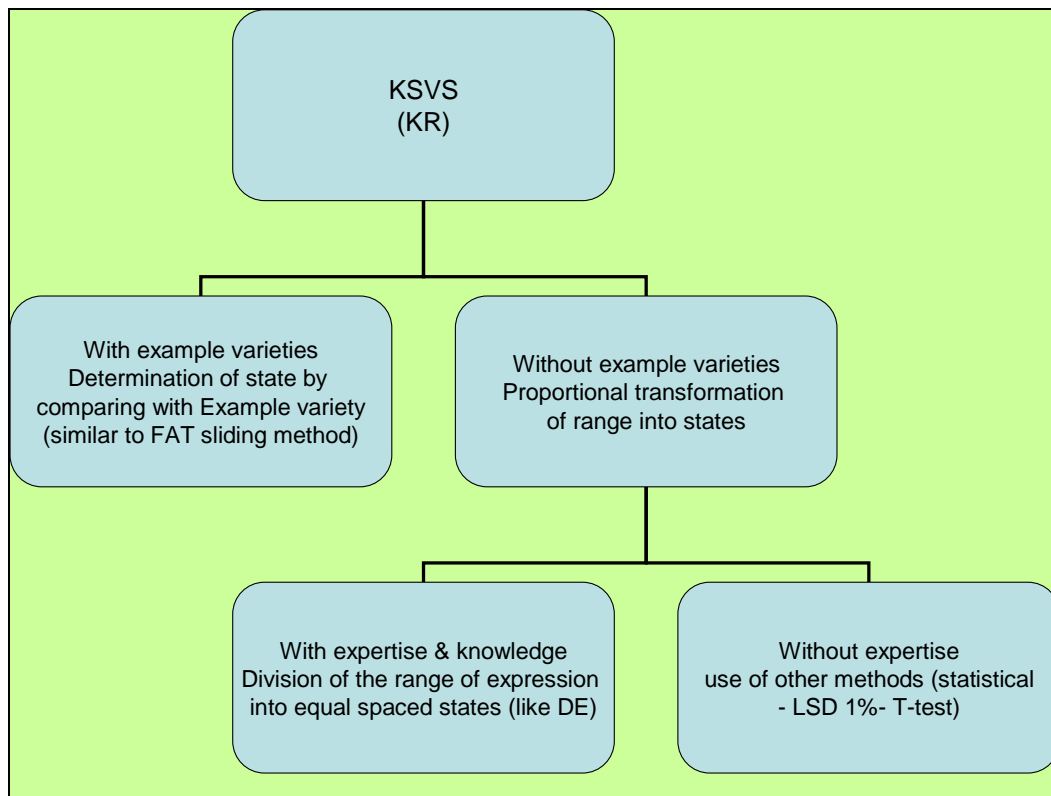 KSVS
(KR)
With example varieties
Determination of state by
comparing with Example variety
(similar to FAT sliding method)
Without example varieties
Proportional transformation
of range into states
With expertise & knowledge
Division of the range of expression
into equal spaced states (like DE)
Without expertise
use of other methods (statistical
- LSD 1%- T-test)